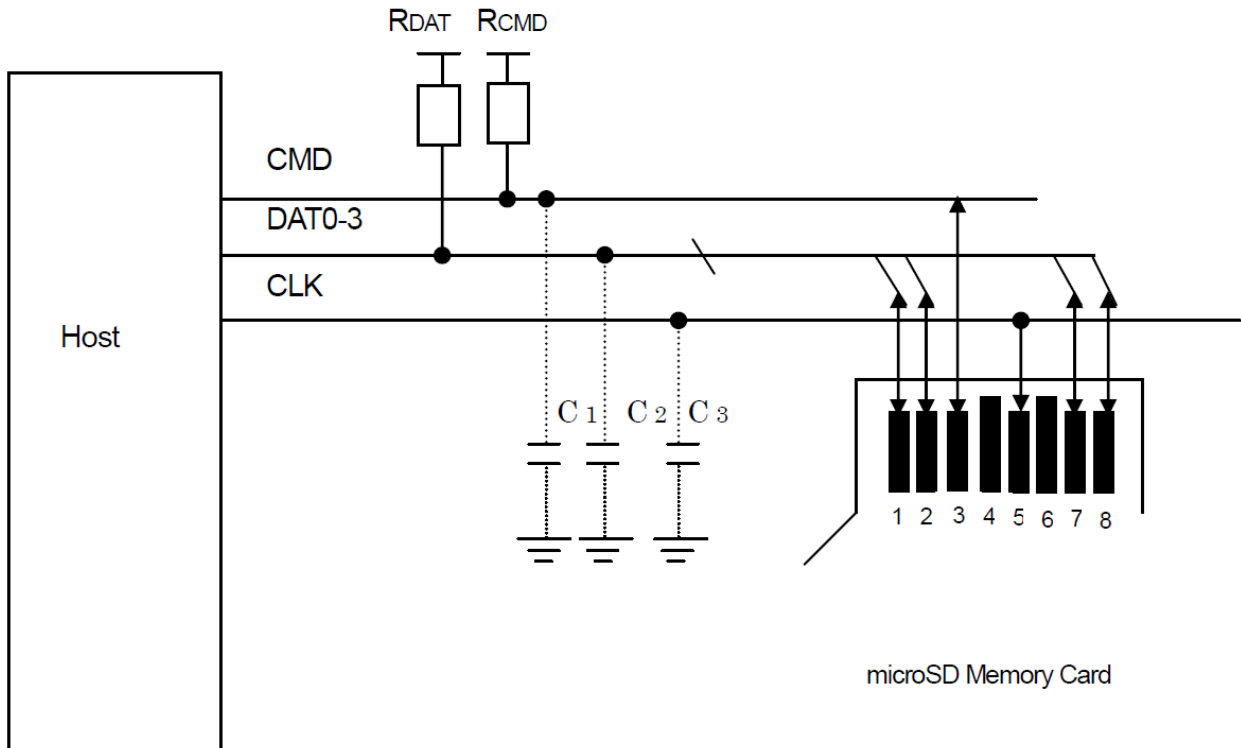 RDAT RCMD
CMD
DAT0-3
CLK
Host
C 1 C 2 C 3
1 2 3 4 5 6 7 8
microSD Memory Card